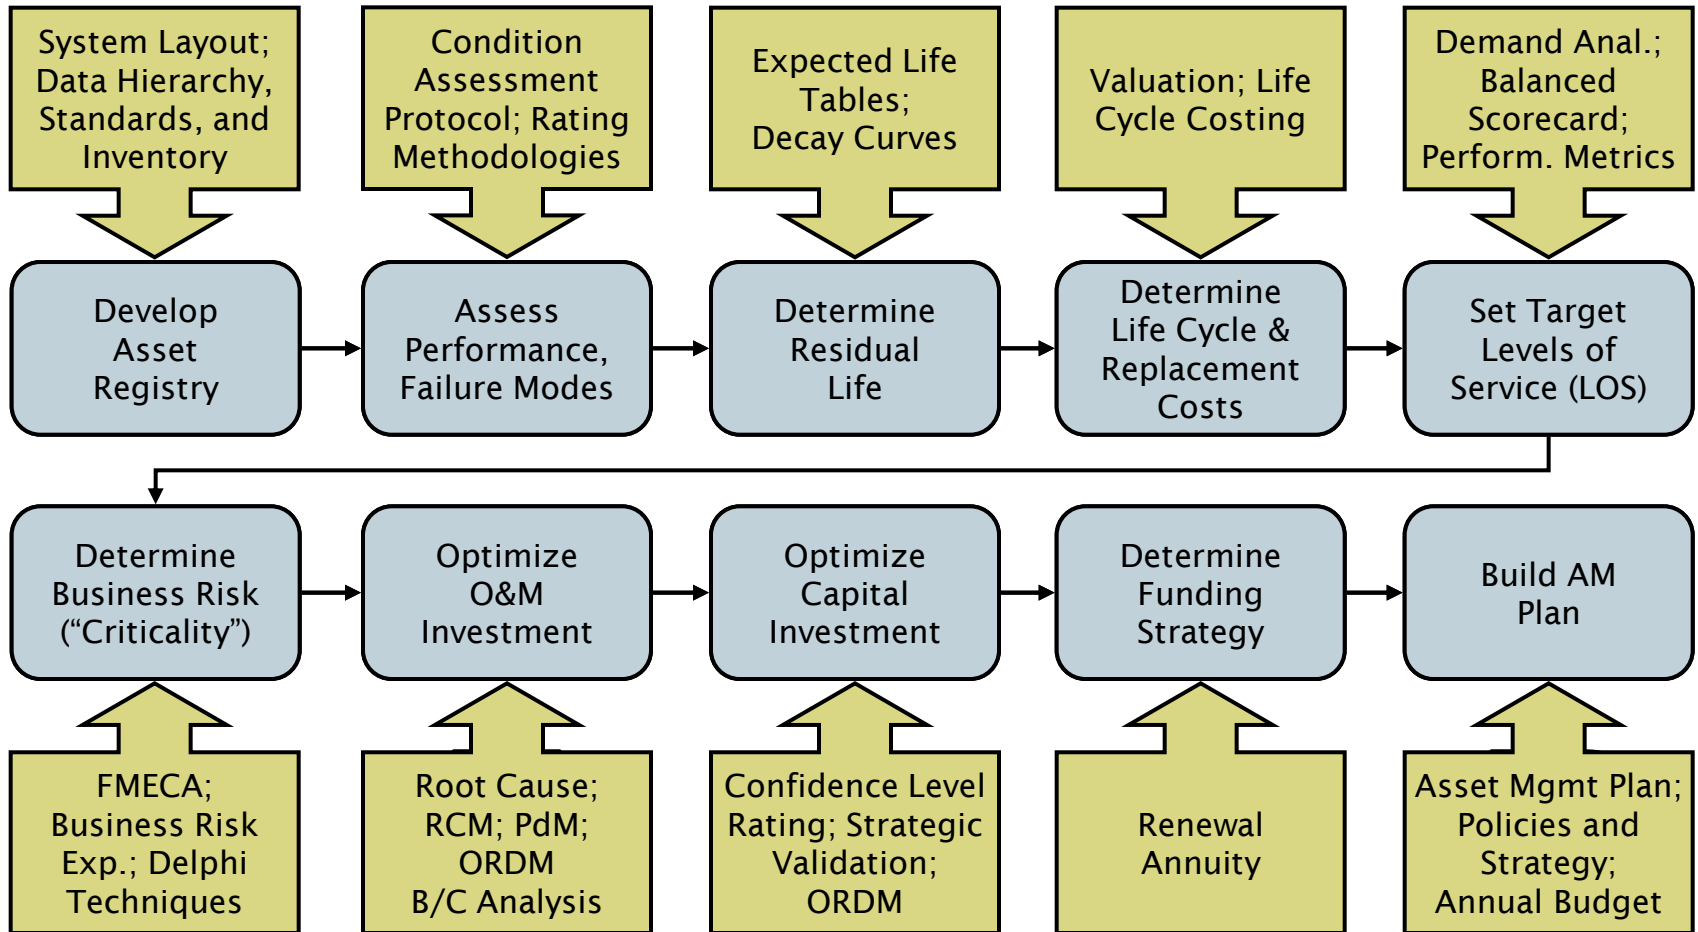 System Layout;
Data Hierarchy,
Standards, and
Inventory
Condition
Assessment
Protocol; Rating
Methodologies
Expected Life
Tables;
Decay Curves
Valuation; Life
Cycle Costing
Demand Anal.;
Balanced
Scorecard;
Perform. Metrics
Develop
Asset
Registry
Assess
Performance,
Failure Modes
Determine
Residual
Life
Determine
Life Cycle &
Replacement
Costs
Set Target
Levels of
Service (LOS)
Determine
Business Risk
(“Criticality”)
Optimize
O&M
Investment
Optimize
Capital
Investment
Determine
Funding
Strategy
Build AM
Plan
FMECA;
Business Risk
Exp.; Delphi
Techniques
Root Cause;
RCM; PdM;
ORDM
B/C Analysis
Confidence Level
Rating; Strategic
Validation;
ORDM
Renewal
Annuity
Asset Mgmt Plan;
Policies and
Strategy;
Annual Budget